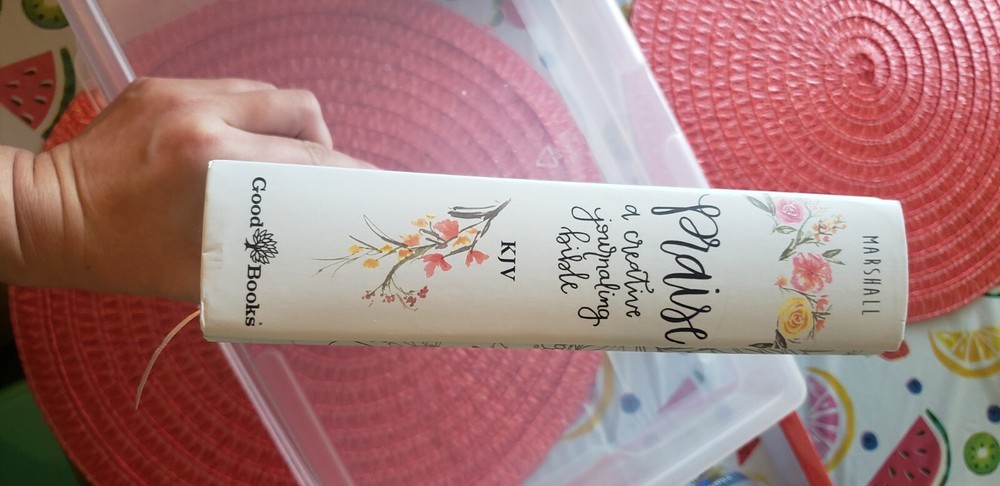 MARSHALL
praise
a creative
journaling
bible
KJV
Good Books